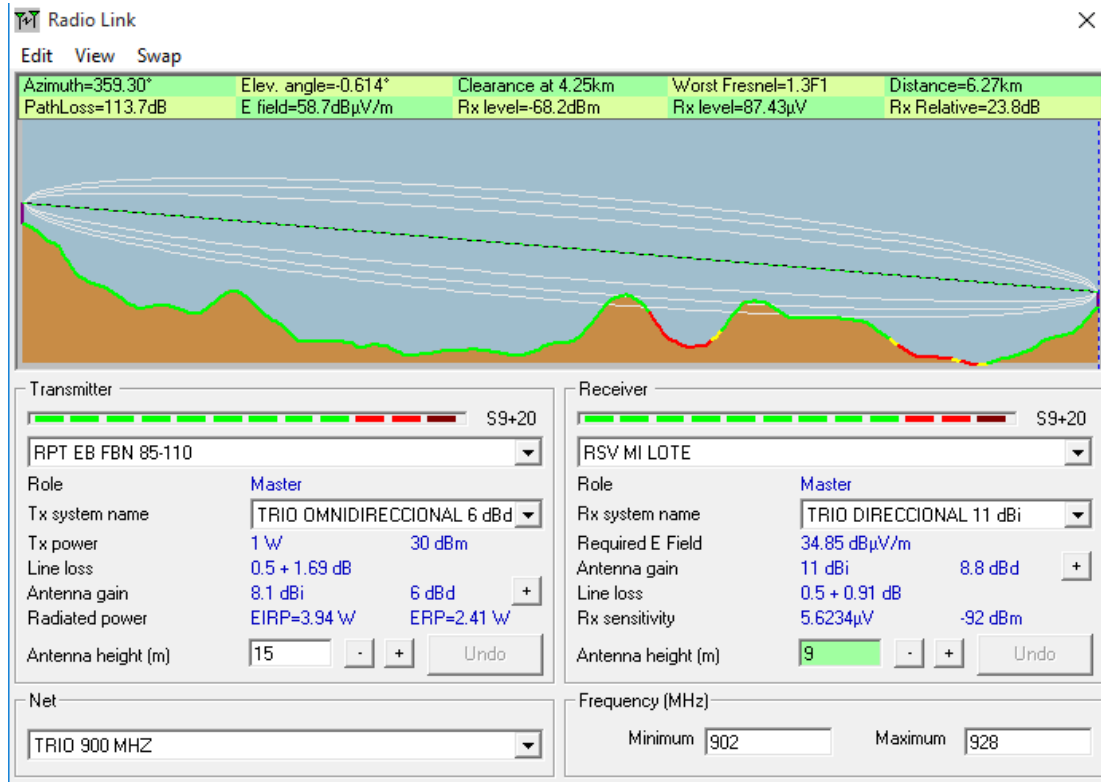 Radio Link
Edit View Swap
Azimuth=359.30° Elev. angle=-0.614° Clearance at 4.25km Worst Fresnel=1.3F1 Distance=6.27km
PathLoss=113.7dB E field=58.7dBµV/m Rx level=-68.2dBm Rx level=87.43µV Rx Relative=23.8dB
Transmitter
S9+20
RPT EB FBN 85-110
Role Master
Tx system name TRIO OMNIDIRECCIONAL 6 dBd
Tx power 1 W 30 dBm
Line loss 0.5 + 1.69 dB
Antenna gain 8.1 dBi 6 dBd +
Radiated power EIRP=3.94 W ERP=2.41 W
Antenna height (m) 15 - + Undo
Receiver
S9+20
RSV MI LOTE
Role Master
Rx system name TRIO DIRECCIONAL 11 dBi
Required E Field 34.85 dBµV/m
Antenna gain 11 dBi 8.8 dBd +
Line loss 0.5 + 0.91 dB
Rx sensitivity 5.6234µV -92 dBm
Antenna height (m) 9 - + Undo
Net
TRIO 900 MHZ
Frequency (MHz)
Minimum 902 Maximum 928